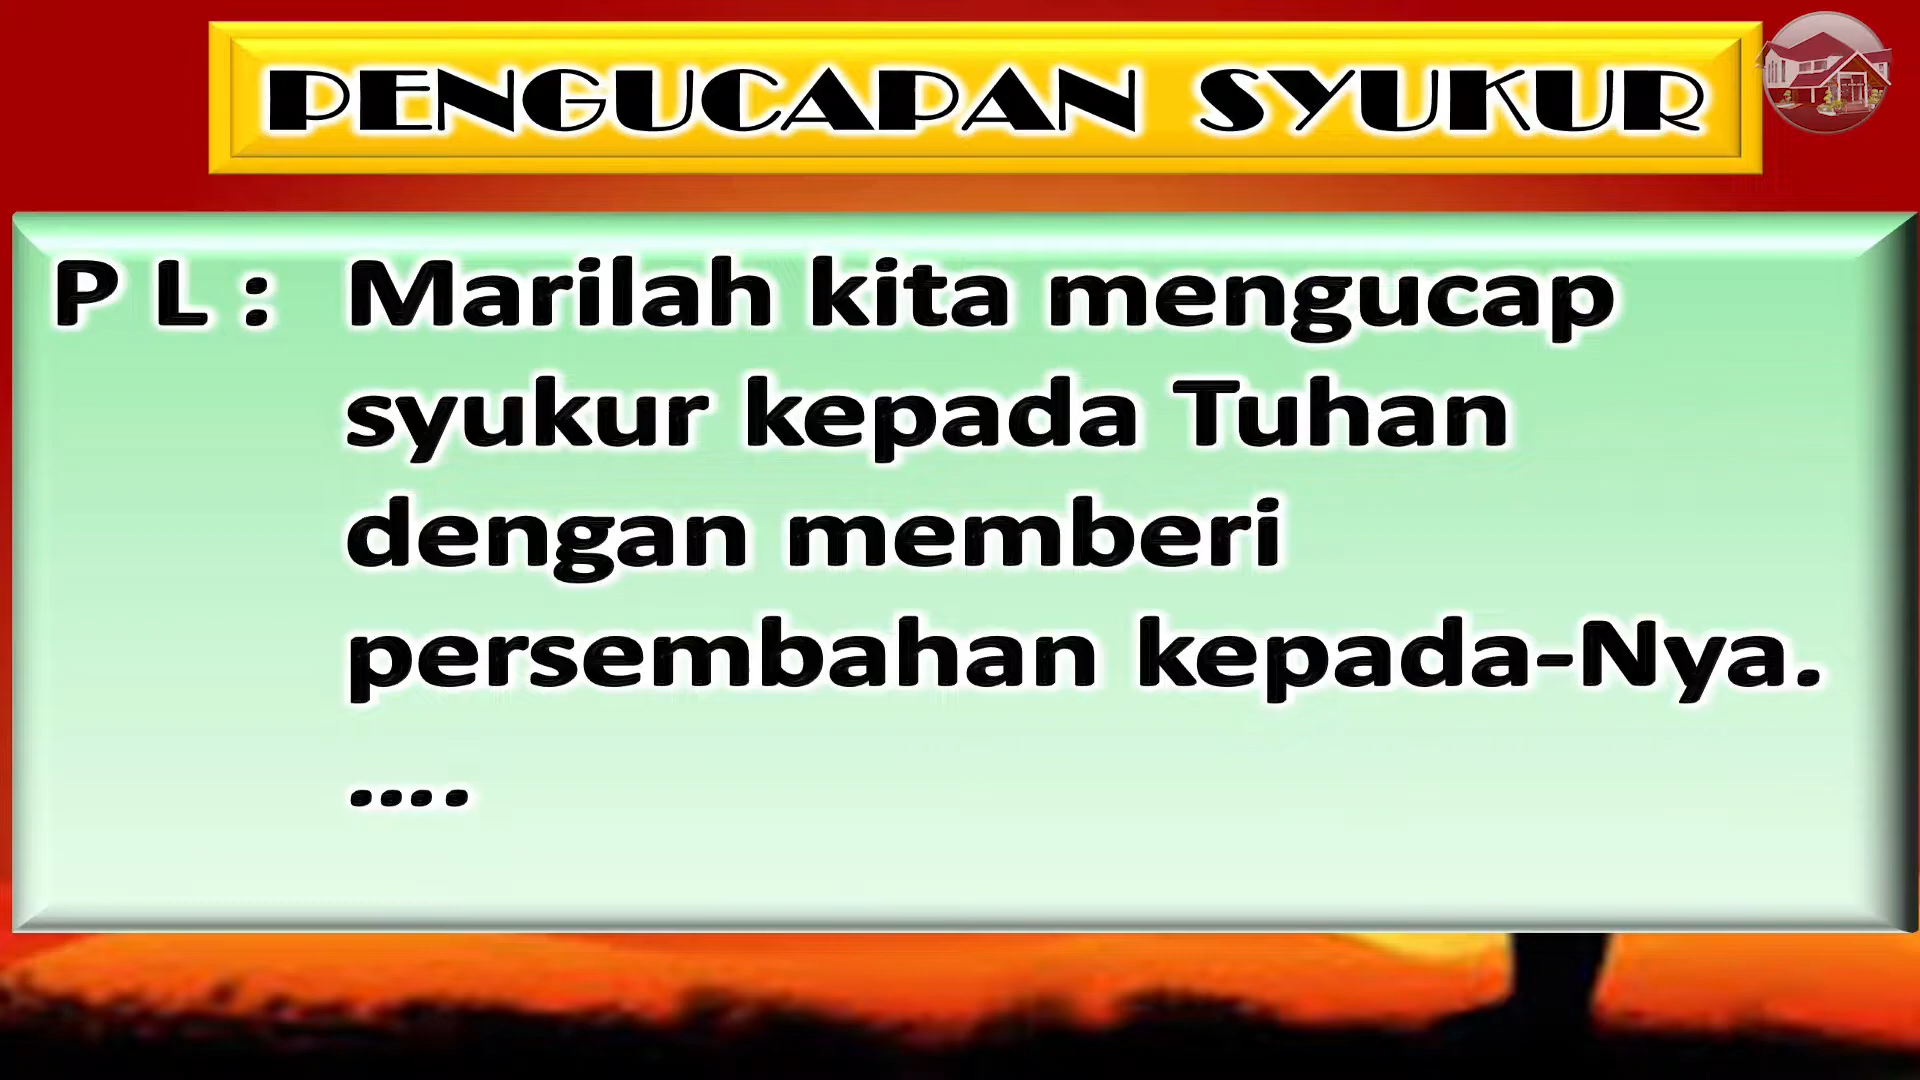 PENGUCAPAN SYUKUR
P L : Marilah kita mengucap
syukur kepada Tuhan
dengan memberi
persembahan kepada-Nya.
....